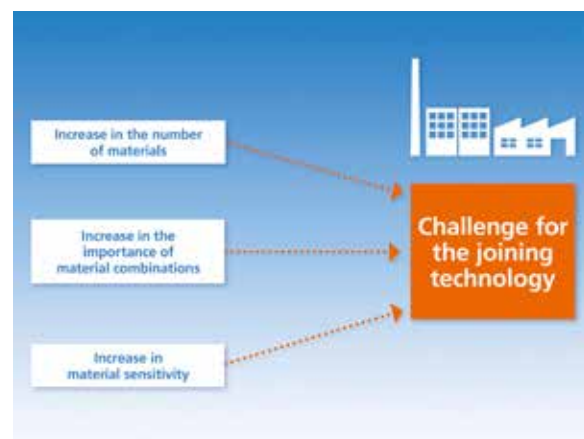 Increase in the number
of materials
Increase in the
importance of
material combinations
Increase in
material sensitivity
Challenge for
the joining
technology